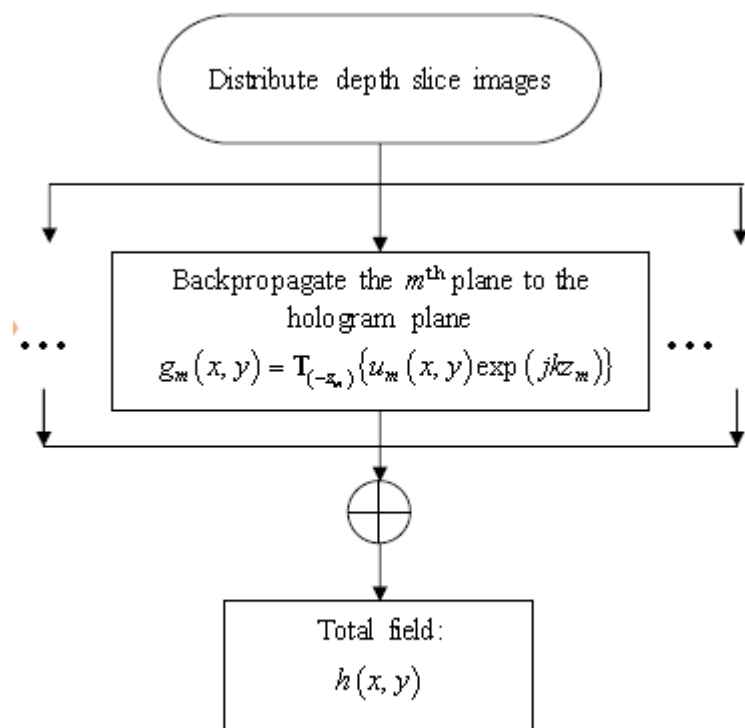 Distribute depth slice images
Backpropagate the mᵗʰ plane to the
hologram plane
g_m(x, y) = T_(−z_m){u_m(x, y)exp(jkz_m)}
... ...
Total field:
h(x, y)